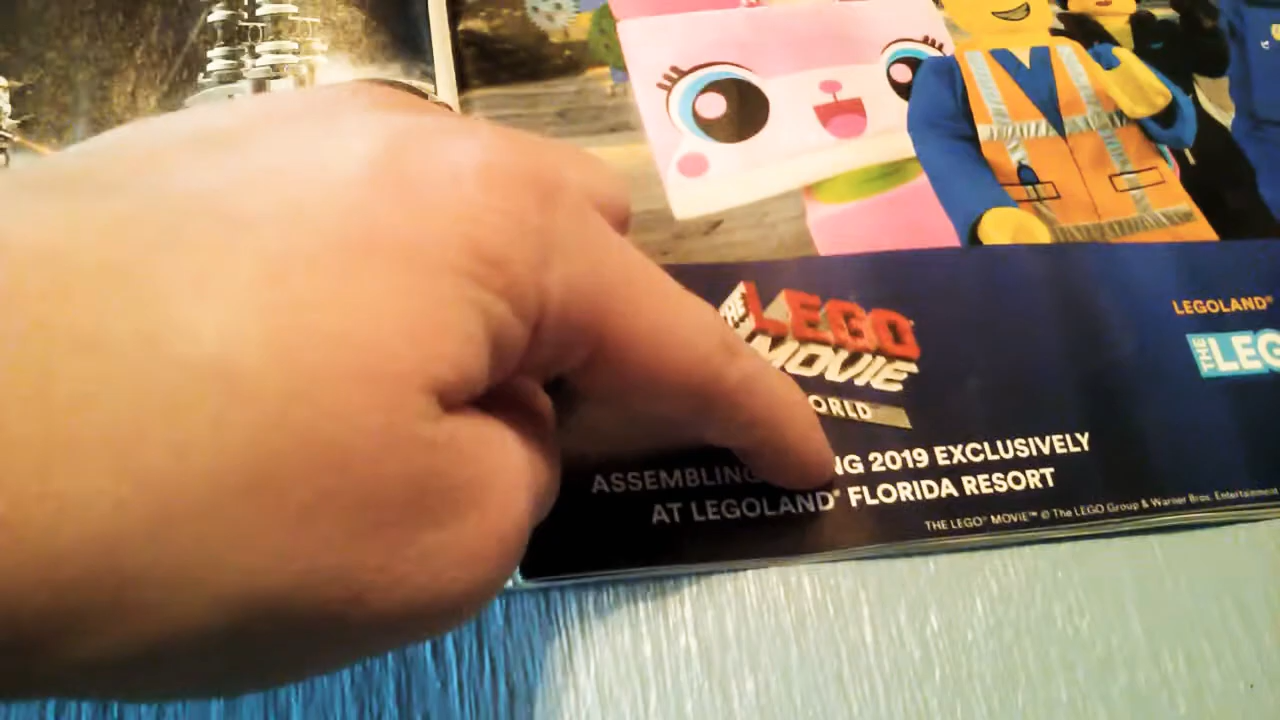 THE LEGO
MOVIE
ORLD
ASSEMBLING NG 2019 EXCLUSIVELY
AT LEGOLAND® FLORIDA RESORT
THE LEGO® MOVIE™ © The LEGO Group & Warner Bros. Entertainment
LEGOLAND®
THE LEG